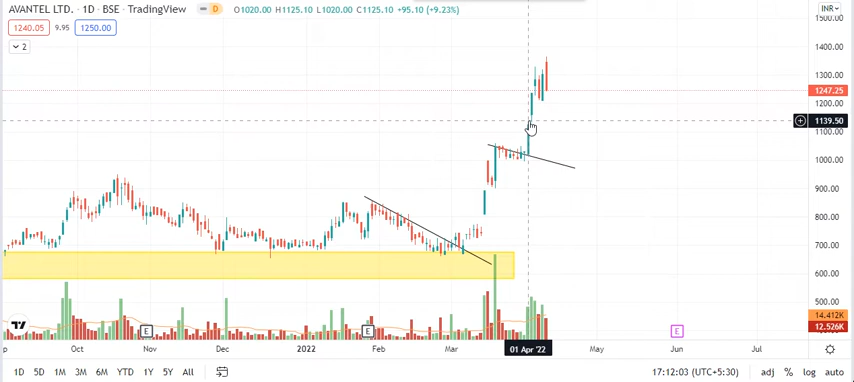 AVANTEL LTD. · 1D · BSE · TradingView D O1020.00 H1125.10 L1020.00 C1125.10 +95.10 (+9.23%) INR
1240.05 9.95 1250.00
2
1500.00
1400.00
1300.00
1247.25
1200.00
1139.50
1100.00
1000.00
900.00
800.00
700.00
600.00
500.00
14.412K
12.526K
E E E
Oct Nov Dec 2022 Feb Mar 01 Apr '22 May Jun Jul
1D 5D 1M 3M 6M YTD 1Y 5Y All 17:12:03 (UTC+5:30) adj % log auto